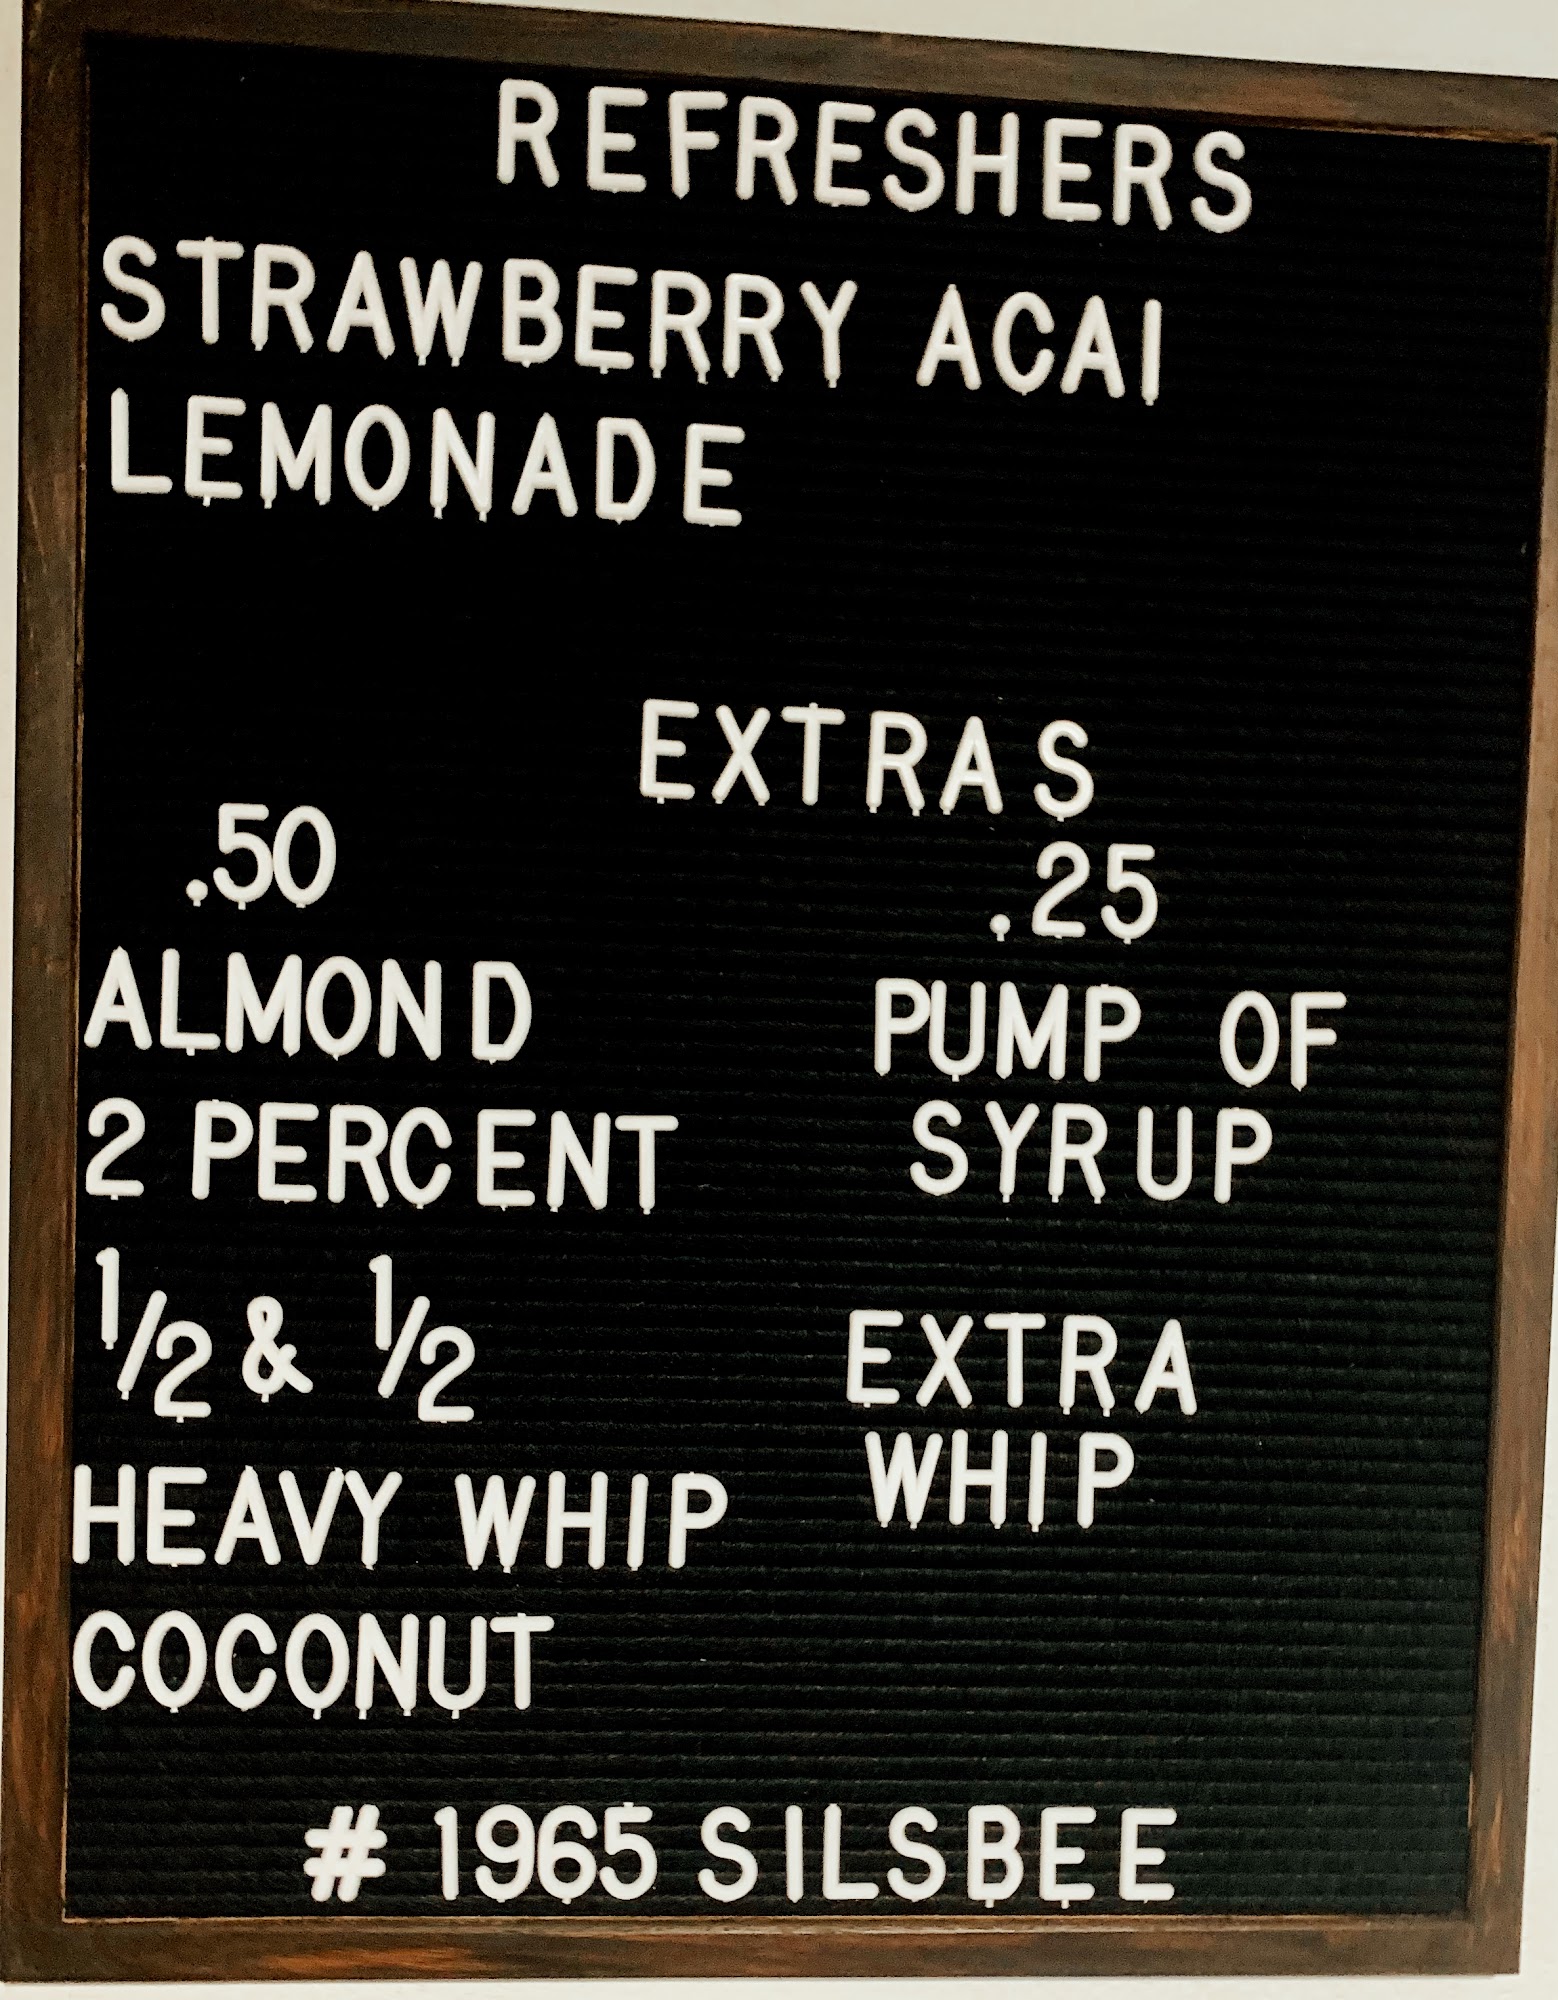 REFRESHERS
STRAWBERRY ACAI
LEMONADE
EXTRAS
.50
ALMOND
2 PERCENT
1/2 & 1/2
HEAVY WHIP
COCONUT
.25
PUMP OF
SYRUP
EXTRA
WHIP
# 1965 SILSBEE